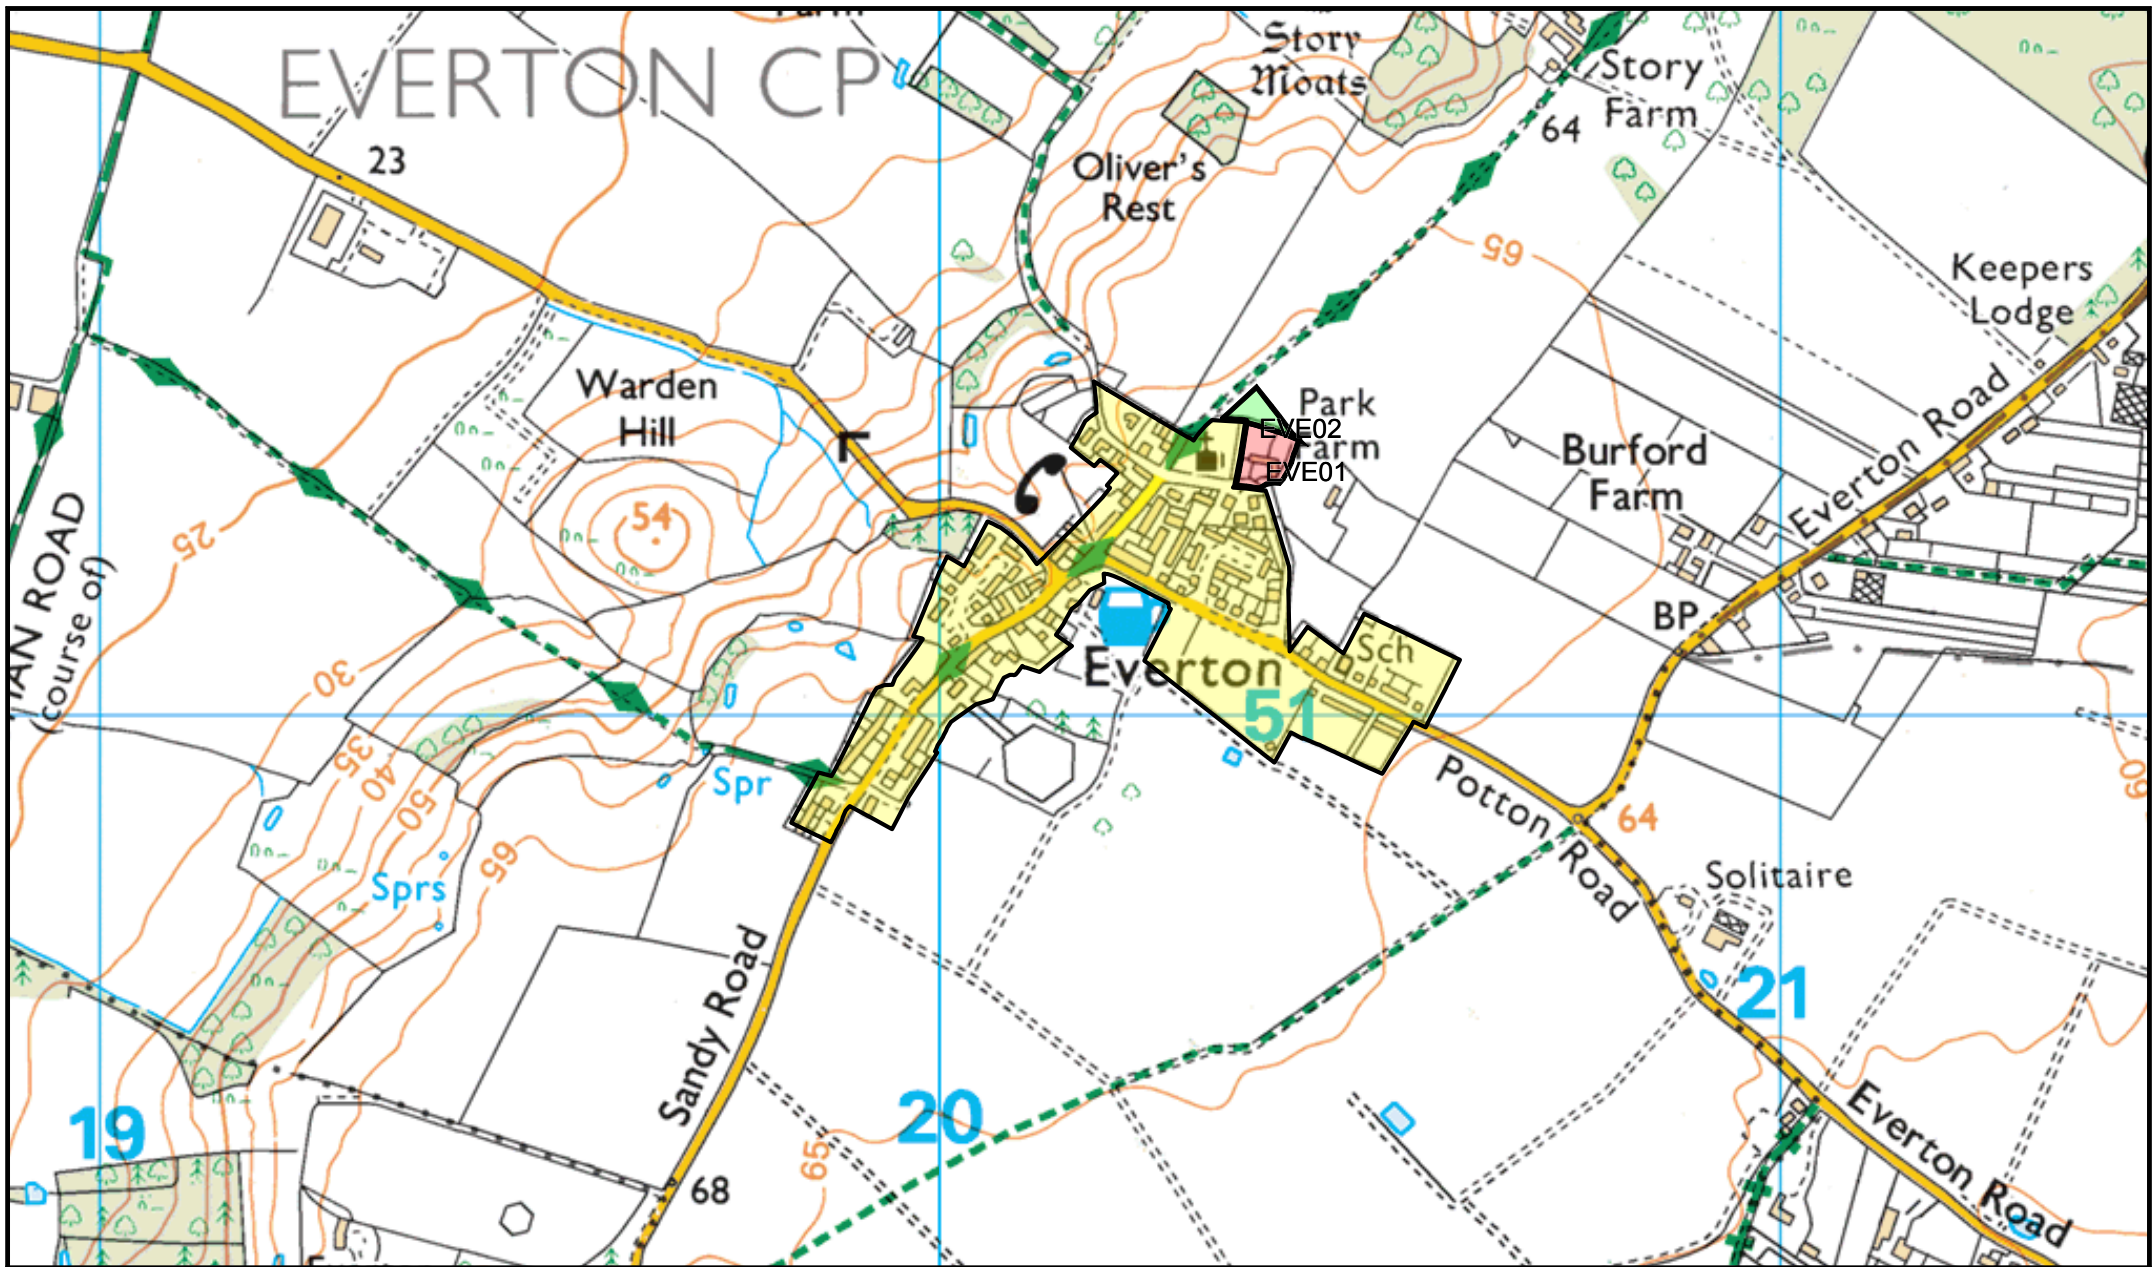 EVERTON CP
Story
Moats
Story
Farm
64
23
Oliver's
Rest
65
Keepers
Lodge
Warden
Hill
Park
Farm
EVE02
EVE01
Burford
Farm
Everton Road
54
25
ROAD
(course of)
BP
Sch
Everton
51
30
35
40
50
65
Spr
Sprs
Potton
Road
64
60
Solitaire
21
Sandy Road
19
20
65
68
Everton Road